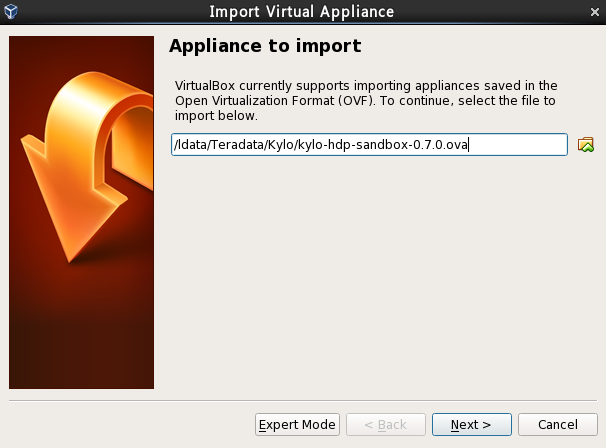 Import Virtual Appliance
Appliance to import
VirtualBox currently supports importing appliances saved in the
Open Virtualization Format (OVF). To continue, select the file to
import below.
/ldata/Teradata/Kylo/kylo-hdp-sandbox-0.7.0.ova
Expert Mode
< Back
Next >
Cancel